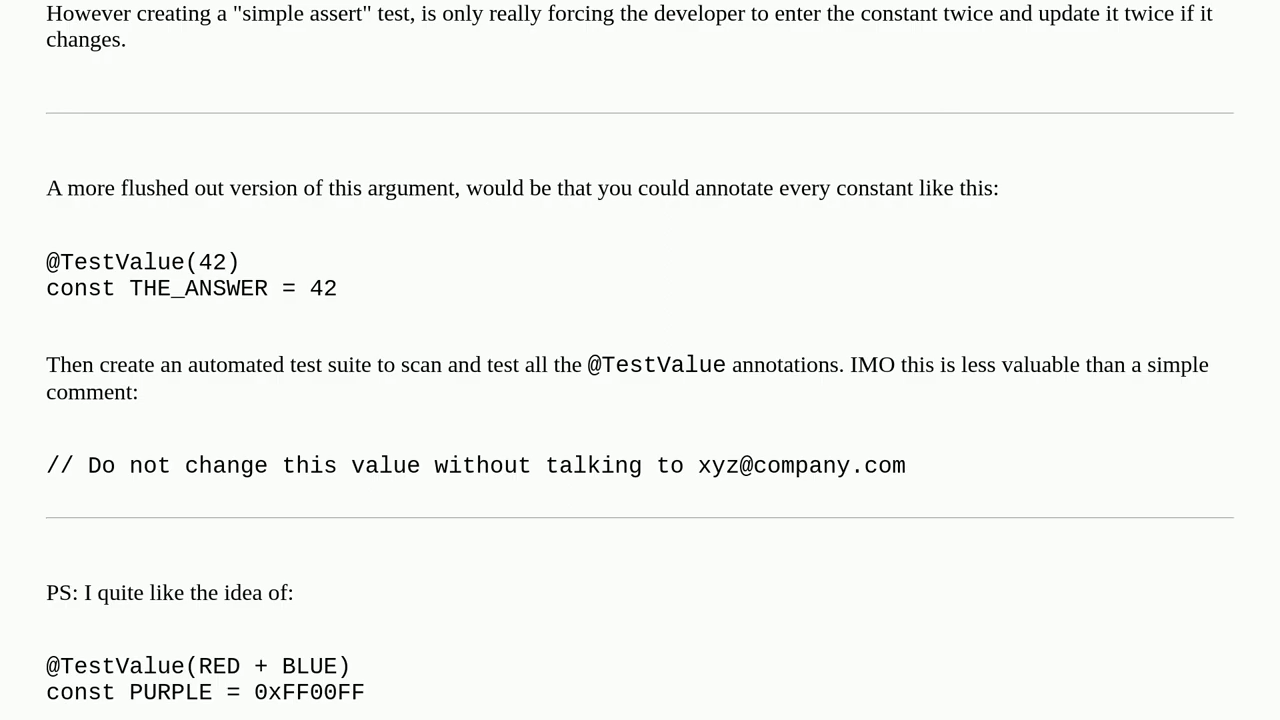 However creating a "simple assert" test, is only really forcing the developer to enter the constant twice and update it twice if it
changes.
A more flushed out version of this argument, would be that you could annotate every constant like this:
@TestValue(42)
const THE_ANSWER = 42
Then create an automated test suite to scan and test all the @TestValue annotations. IMO this is less valuable than a simple
comment:
// Do not change this value without talking to xyz@company.com
PS: I quite like the idea of:
@TestValue(RED + BLUE)
const PURPLE = 0xFF00FF